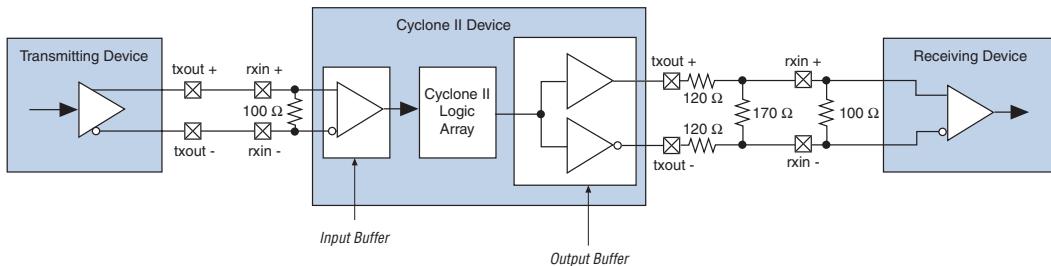 Cyclone II Device
Transmitting Device
Receiving Device
txout +
rxin +
txout +
rxin +
120 Ω
100 Ω
Cyclone II
Logic
Array
170 Ω
100 Ω
120 Ω
txout -
rxin -
txout -
rxin -
Input Buffer
Output Buffer